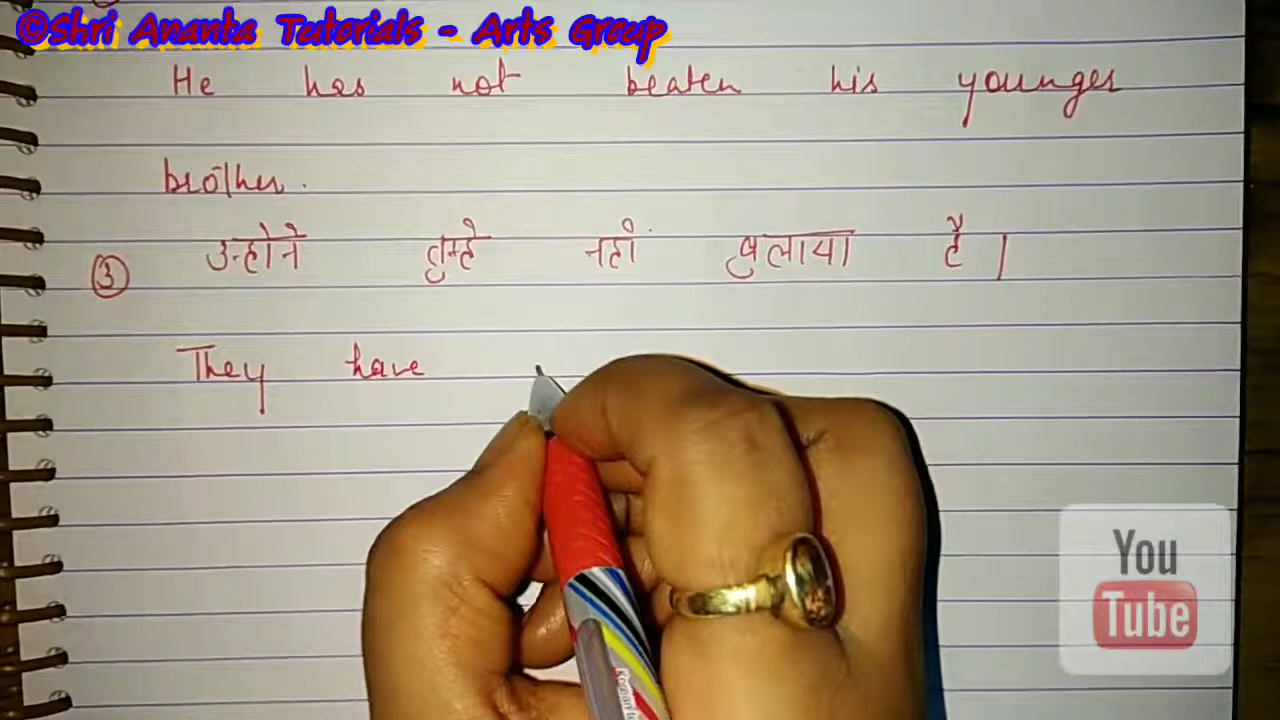 ©Shri Ananta Tutorials - Arts Group
He has not beaten his younger
brother.
③ उन्होने तुम्हे नही बुलाया है।
They have
You
Tube